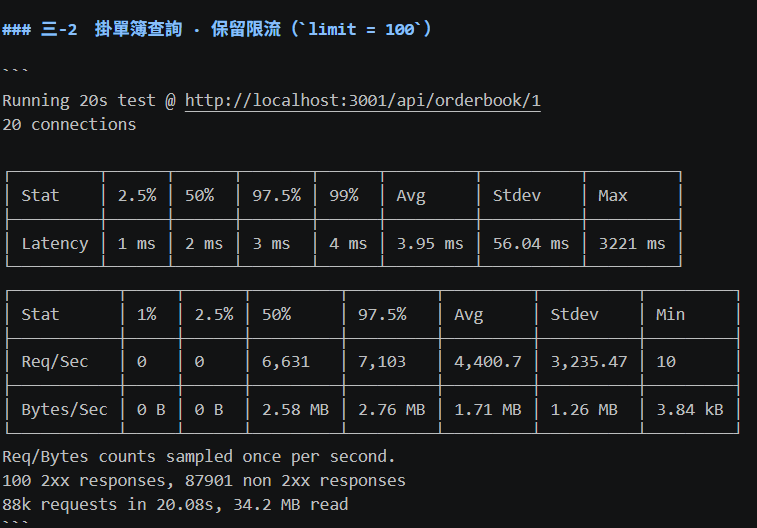 ### 三-2　掛單簿查詢 · 保留限流（`limit = 100`）
```
Running 20s test @ http://localhost:3001/api/orderbook/1
20 connections
┌─────────┬──────┬──────┬───────┬──────┬─────────┬──────────┬─────────┐
│ Stat    │ 2.5% │ 50%  │ 97.5% │ 99%  │ Avg     │ Stdev    │ Max     │
├─────────┼──────┼──────┼───────┼──────┼─────────┼──────────┼─────────┤
│ Latency │ 1 ms │ 2 ms │ 3 ms  │ 4 ms │ 3.95 ms │ 56.04 ms │ 3221 ms │
└─────────┴──────┴──────┴───────┴──────┴─────────┴──────────┴─────────┘
┌───────────┬─────┬──────┬─────────┬─────────┬─────────┬──────────┬─────────┐
│ Stat      │ 1%  │ 2.5% │ 50%     │ 97.5%   │ Avg     │ Stdev    │ Min     │
├───────────┼─────┼──────┼─────────┼─────────┼─────────┼──────────┼─────────┤
│ Req/Sec   │ 0   │ 0    │ 6,631   │ 7,103   │ 4,400.7 │ 3,235.47 │ 10      │
├───────────┼─────┼──────┼─────────┼─────────┼─────────┼──────────┼─────────┤
│ Bytes/Sec │ 0 B │ 0 B  │ 2.58 MB │ 2.76 MB │ 1.71 MB │ 1.26 MB  │ 3.84 kB │
└───────────┴─────┴──────┴─────────┴─────────┴─────────┴──────────┴─────────┘
Req/Bytes counts sampled once per second.
100 2xx responses, 87901 non 2xx responses
88k requests in 20.08s, 34.2 MB read
```